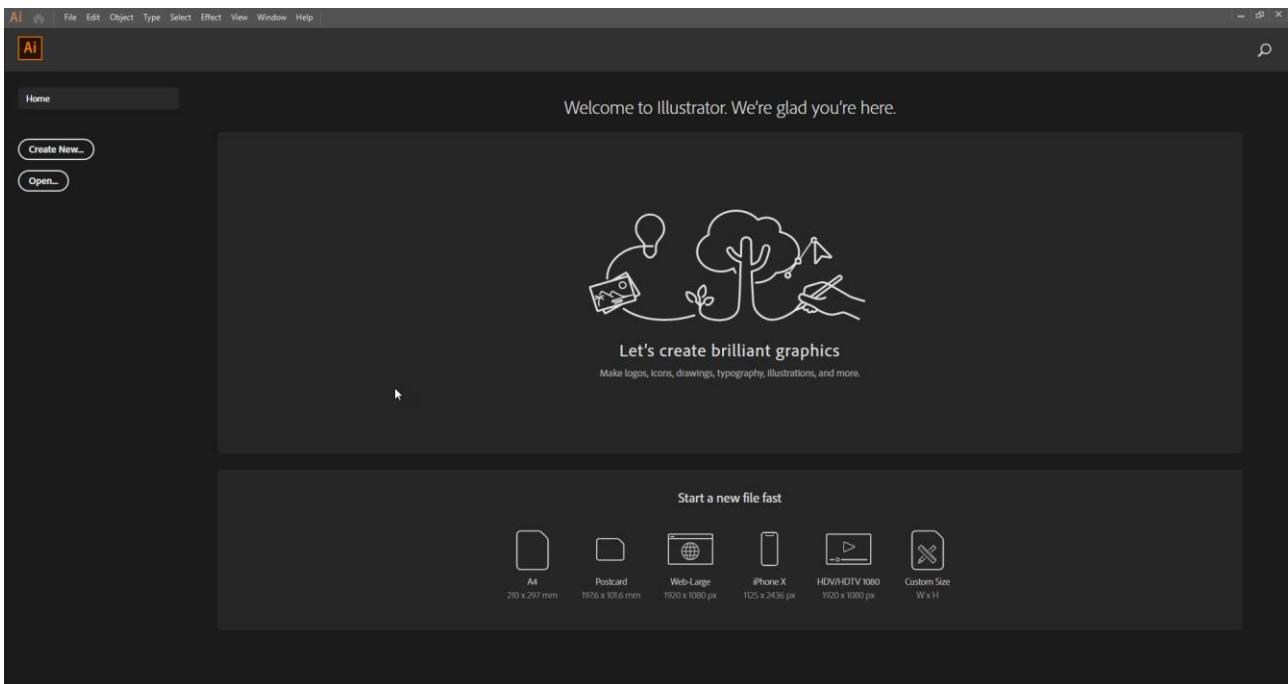 Ai File Edit Object Type Select Effect View Window Help
Ai
Home
Welcome to Illustrator. We're glad you're here.
Create New...
Open...
Let's create brilliant graphics
Make logos, icons, drawings, typography, illustrations, and more.
Start a new file fast
A4 Postcard Web-Large iPhone X HDV/HDTV 1080 Custom Size
210 x 297 mm 197.6 x 101.6 mm 1920 x 1080 px 1125 x 2436 px 1920 x 1080 px W x H